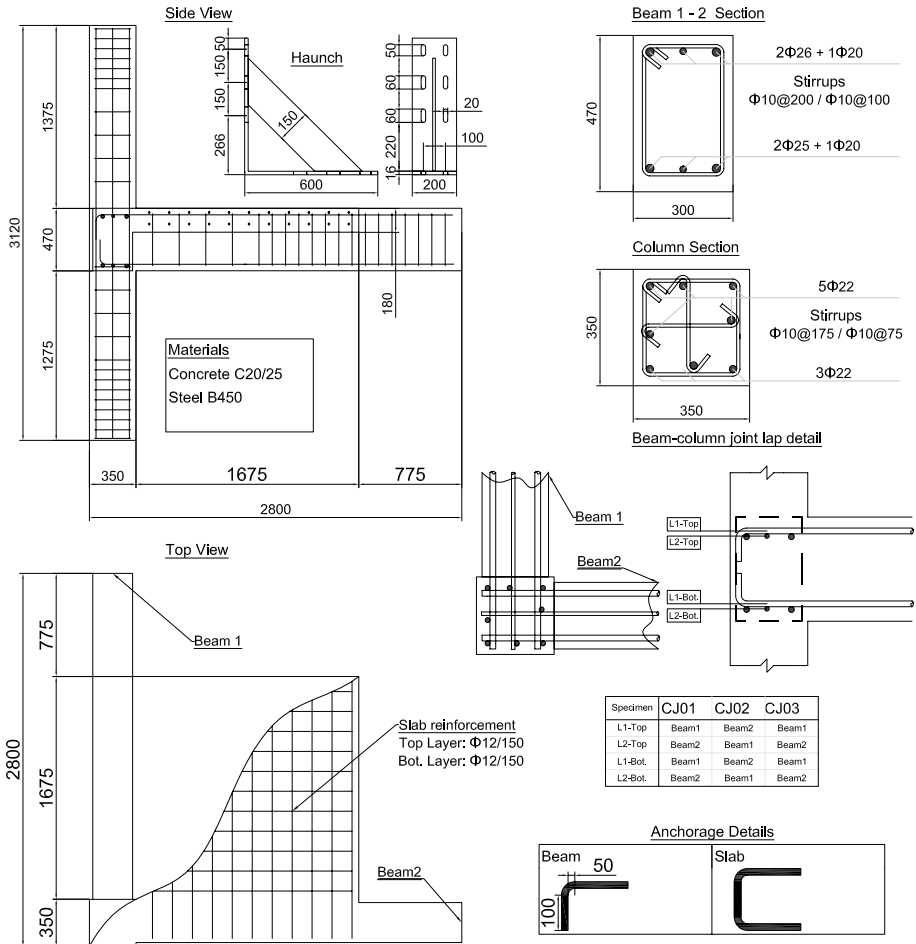 Side View
Haunch
50
150
150
266
150
600
50
60
60
220
16
20
100
200
1375
470
1275
3120
180
Materials
Concrete C20/25
Steel B450
350
1675
775
2800
Beam 1 - 2 Section
470
300
2Φ26 + 1Φ20
Stirrups
Φ10@200 / Φ10@100
2Φ25 + 1Φ20
Column Section
350
350
5Φ22
Stirrups
Φ10@175 / Φ10@75
3Φ22
Beam-column joint lap detail
Beam 1
Beam2
L1-Top
L2-Top
L1-Bot.
L2-Bot.
Top View
Beam 1
775
1675
350
2800
Slab reinforcement
Top Layer: Φ12/150
Bot. Layer: Φ12/150
Beam2
Specimen CJ01 CJ02 CJ03
L1-Top Beam1 Beam2 Beam1
L2-Top Beam2 Beam1 Beam2
L1-Bot. Beam1 Beam2 Beam1
L2-Bot. Beam2 Beam1 Beam2
Anchorage Details
Beam
50
100
Slab